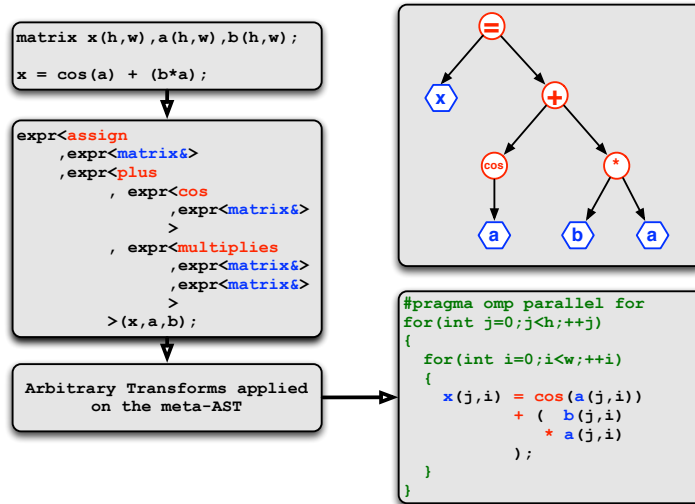 matrix x(h,w),a(h,w),b(h,w);
x = cos(a) + (b*a);
expr<assign
,expr<matrix&>
,expr<plus
, expr<cos
,expr<matrix&>
>
, expr<multiplies
,expr<matrix&>
,expr<matrix&>
>
>(x,a,b);
Arbitrary Transforms applied
on the meta-AST
=
x
+
cos
*
a
b
a
#pragma omp parallel for
for(int j=0;j<h;++j)
{
for(int i=0;i<w;++i)
{
x(j,i) = cos(a(j,i))
+ ( b(j,i)
* a(j,i)
);
}
}